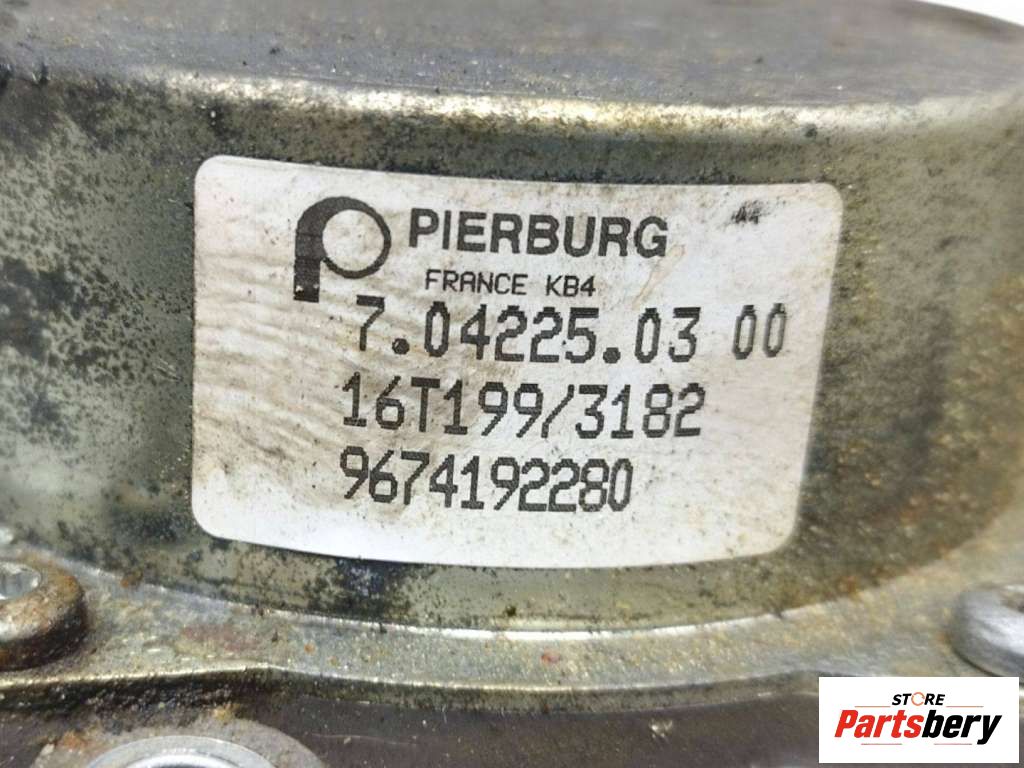 PIERBURG
FRANCE KB4
7.04225.03 00
16T199/3182
9674192280
STORE
Partsbery